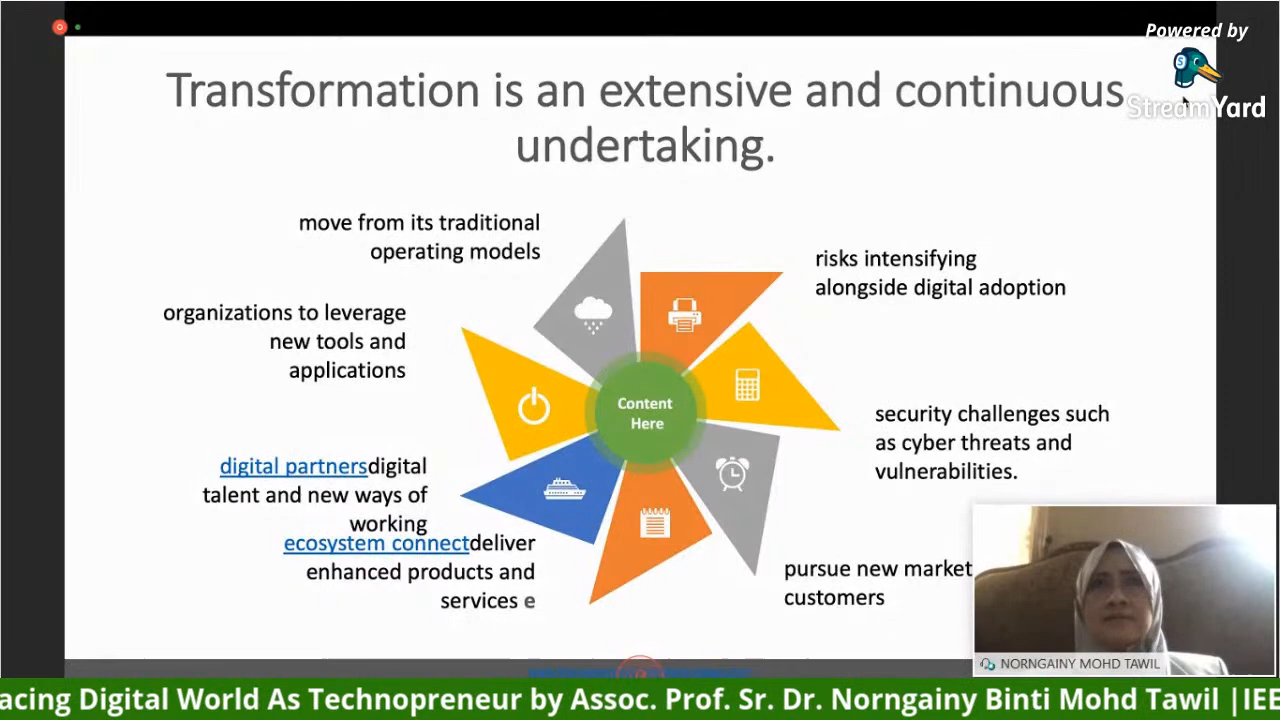 Powered by
StreamYard
Transformation is an extensive and continuous
undertaking.
move from its traditional
operating models
risks intensifying
alongside digital adoption
organizations to leverage
new tools and
applications
Content
Here
security challenges such
as cyber threats and
vulnerabilities.
digital partnersdigital
talent and new ways of
working
ecosystem connectdeliver
enhanced products and
services e
pursue new market
customers
NORNGAINY MOHD TAWIL
acing Digital World As Technopreneur by Assoc. Prof. Sr. Dr. Norngainy Binti Mohd Tawil |IEE